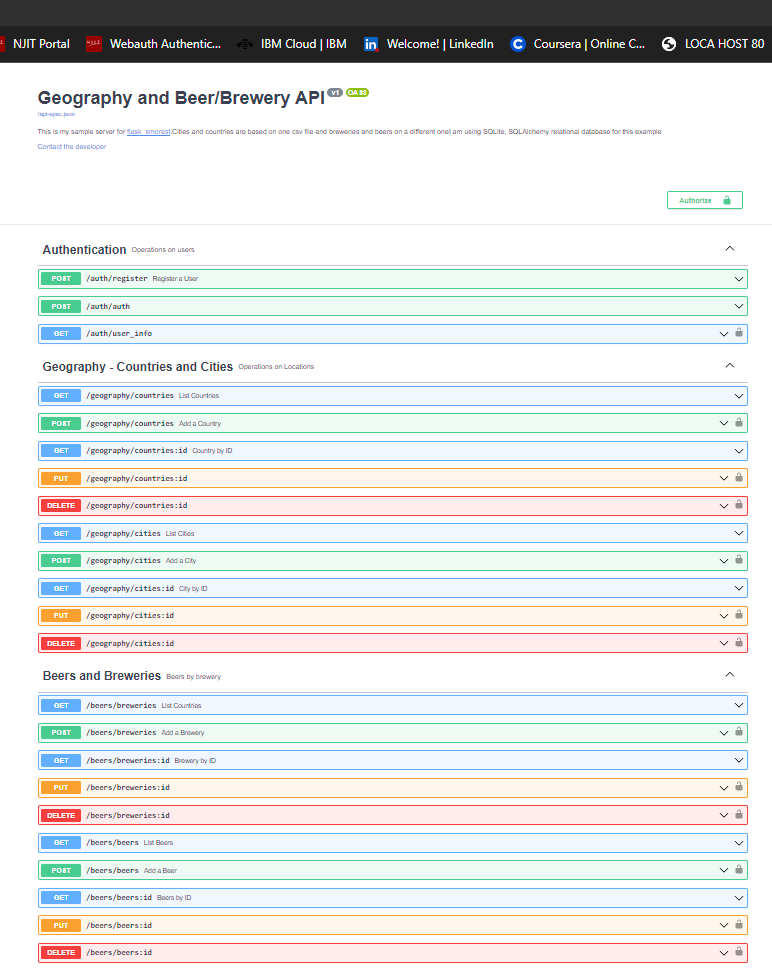 NJIT Portal Webauth Authentic... IBM Cloud | IBM in Welcome! | LinkedIn C Coursera | Online C... LOCA HOST 80
Geography and Beer/Brewery API v1
/api-spec.json
This is my sample server for flask_smorest.Cities and countries are based on one csv file and breweries and beers on a different oneI am using SQLite, SQLAlchemy relational database for this example
Contact the developer
Authorize
Authentication Operations on users
POST /auth/register Register a User
POST /auth/auth
GET /auth/user_info
Geography - Countries and Cities Operations on Locations
GET /geography/countries List Countries
POST /geography/countries Add a Country
GET /geography/countries:id Country by ID
PUT /geography/countries:id
DELETE /geography/countries:id
GET /geography/cities List Cities
POST /geography/cities Add a City
GET /geography/cities:id City by ID
PUT /geography/cities:id
DELETE /geography/cities:id
Beers and Breweries Beers by brewery
GET /beers/breweries List Countries
POST /beers/breweries Add a Brewery
GET /beers/breweries:id Brewery by ID
PUT /beers/breweries:id
DELETE /beers/breweries:id
GET /beers/beers List Beers
POST /beers/beers Add a Beer
GET /beers/beers:id Beers by ID
PUT /beers/beers:id
DELETE /beers/beers:id